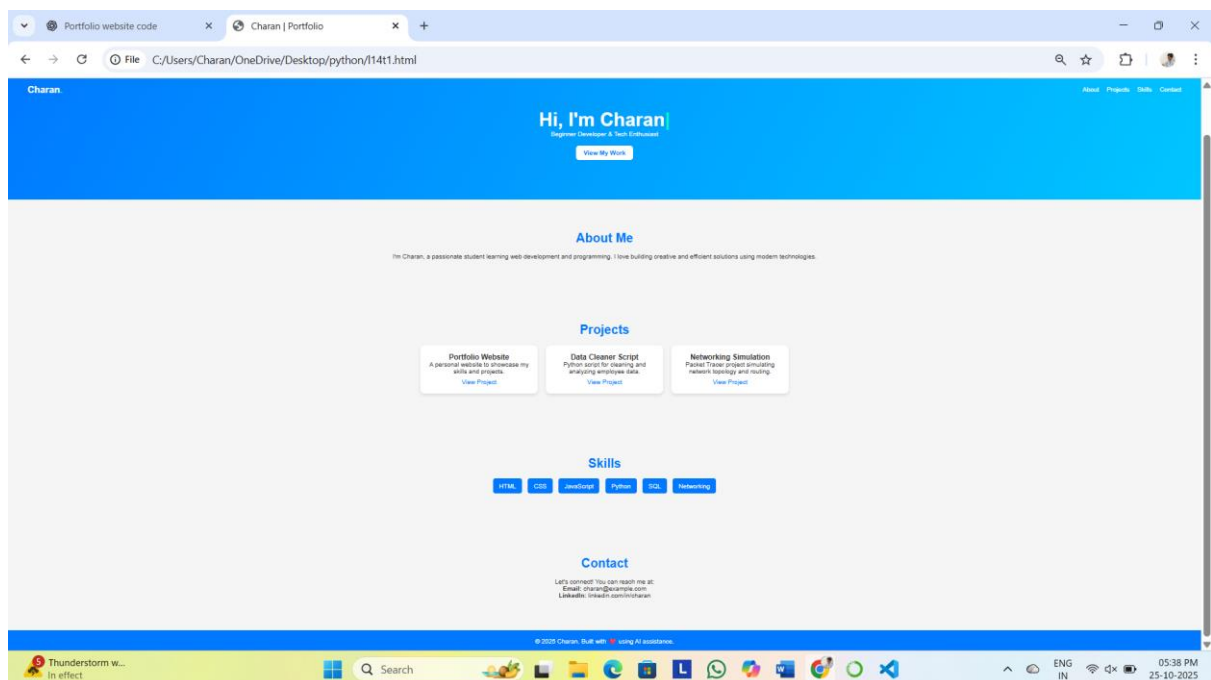 Portfolio website code
Charan | Portfolio
File C:/Users/Charan/OneDrive/Desktop/python/l14t1.html
Charan.
About Projects Skills Contact
Hi, I'm Charan
Beginner Developer & Tech Enthusiast
View My Work
About Me
I'm Charan, a passionate student learning web development and programming. I love building creative and efficient solutions using modern technologies.
Projects
Portfolio Website
A personal website to showcase my
skills and projects.
View Project
Data Cleaner Script
Python script for cleaning and
analyzing employee data.
View Project
Networking Simulation
Packet Tracer project simulating
network topology and routing.
View Project
Skills
HTML CSS JavaScript Python SQL Networking
Contact
Let's connect! You can reach me at:
Email: charan@example.com
LinkedIn: linkedin.com/in/charan
© 2025 Charan. Built with ❤️ using AI assistance.
5
Thunderstorm w...
In effect
Search
L
ENG
IN
05:38 PM
25-10-2025